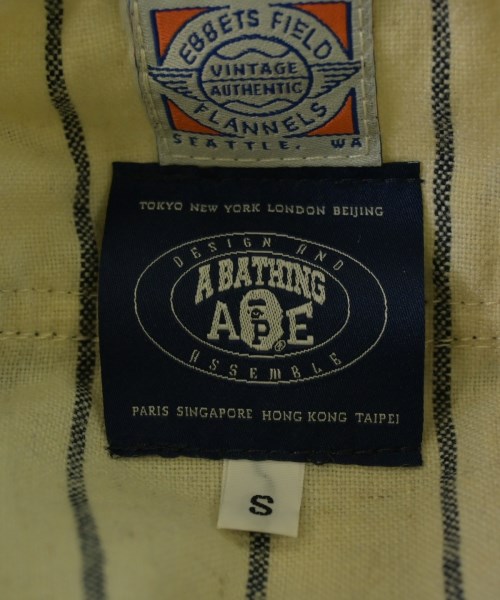 EBBETS FIELD
VINTAGE
AUTHENTIC
FLANNELS
SEATTLE, WA
TOKYO NEW YORK LONDON BEIJING
DESIGN AND
A BATHING
APE
®
ASSEMBLE
PARIS SINGAPORE HONG KONG TAIPEI
S